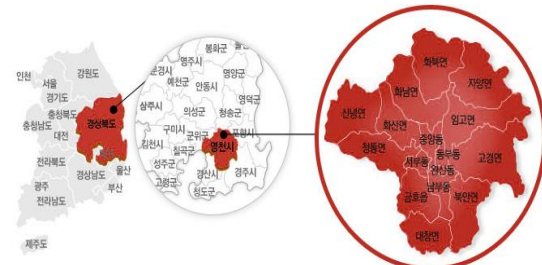 인천
서울
강원도
경기도
충청북도
충청남도
경상북도
대전
전라북도
울산
경상남도
부산
광주
전라남도
제주도
봉화군
영주시
문경시
예천군
영양군
안동시
상주시
의성군
청송군
영덕군
구미시
군위군
포항시
김천시
칠곡군
영천시
성주군
경산시
경주시
고령군
청도군
화북면
자양면
화남면
신녕면
화산면
임고면
청통면
중앙동
동부동
서부동
완산동
고경면
남부동
금호읍
북안면
대창면